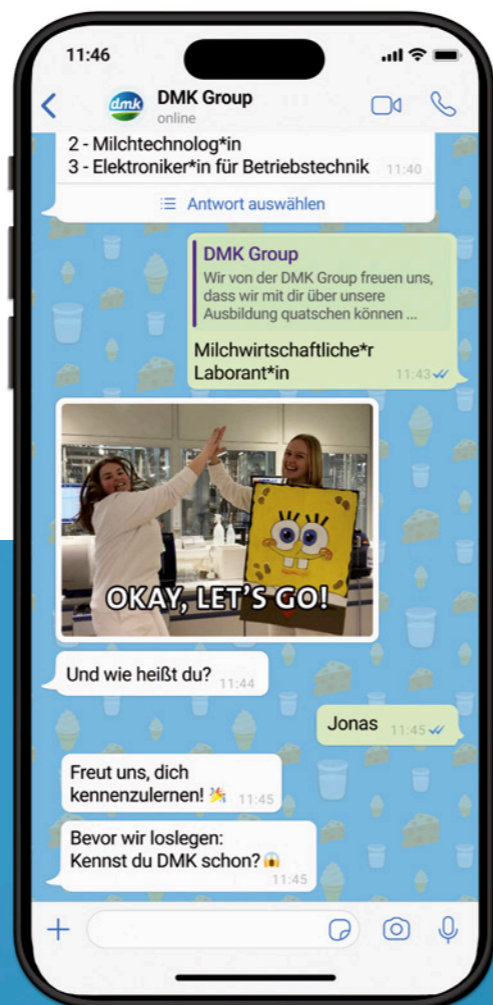 11:46
dmk
DMK Group
online
2 - Milchtechnolog*in
3 - Elektroniker*in für Betriebstechnik 11:40
Antwort auswählen
DMK Group
Wir von der DMK Group freuen uns,
dass wir mit dir über unsere
Ausbildung quatschen können ...
Milchwirtschaftliche*r
Laborant*in 11:43
OKAY, LET'S GO!
Und wie heißt du? 11:44
Jonas 11:45
Freut uns, dich
kennenzulernen! 🎉 11:45
Bevor wir loslegen:
Kennst du DMK schon? 😱
11:45